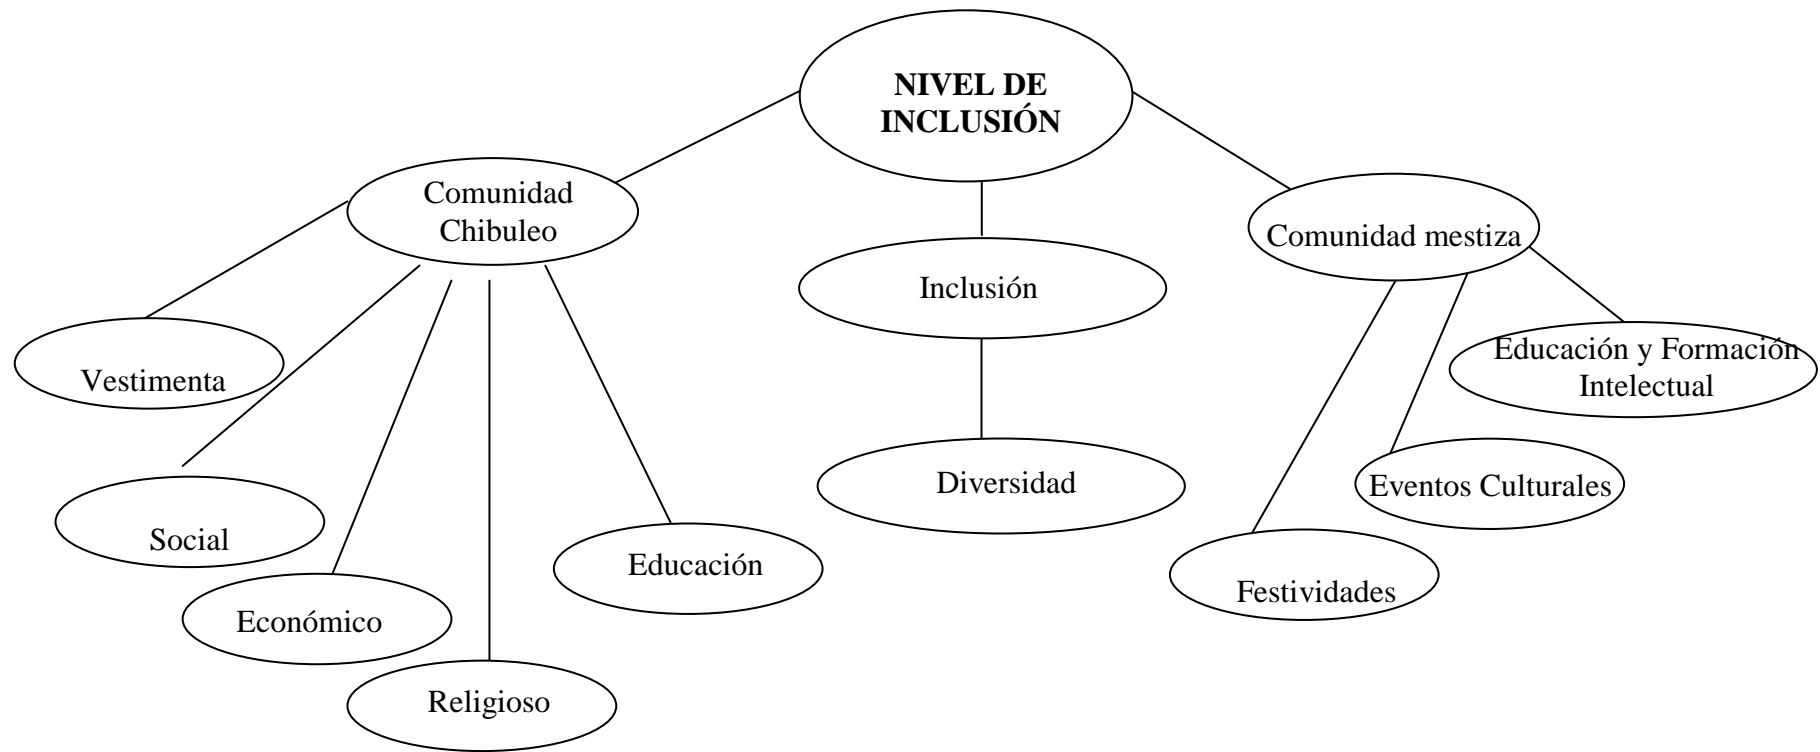 NIVEL DE
INCLUSIÓN
Comunidad
Chibuleo
Comunidad mestiza
Inclusión
Vestimenta
Educación y Formación
Intelectual
Diversidad
Eventos Culturales
Social
Educación
Festividades
Económico
Religioso